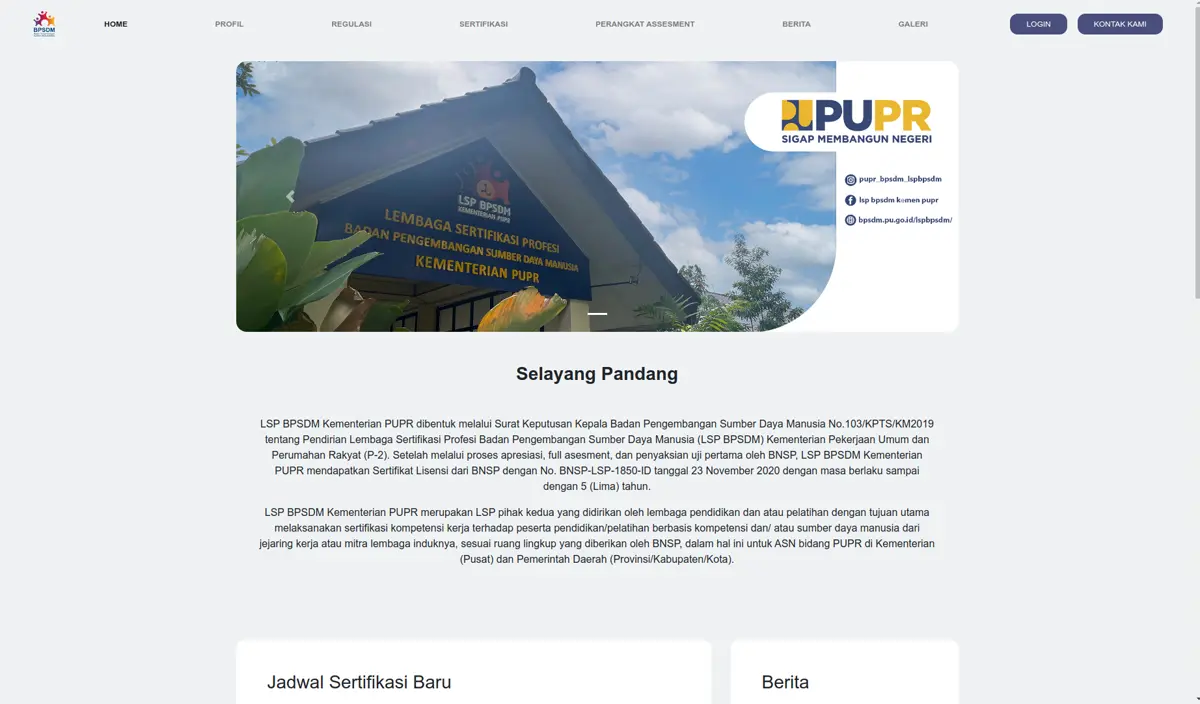 BPSDM
HOME
PROFIL
REGULASI
SERTIFIKASI
PERANGKAT ASSESMENT
BERITA
GALERI
LOGIN
KONTAK KAMI
PUPR
SIGAP MEMBANGUN NEGERI
pupr_bpsdm_lspbpsdm
lsp bpsdm kemen pupr
bpsdm.pu.go.id/lspbpsdm/
LSP BPSDM
KEMENTERIAN PUPR
LEMBAGA SERTIFIKASI PROFESI
BADAN PENGEMBANGAN SUMBER DAYA MANUSIA
KEMENTERIAN PUPR
Selayang Pandang
LSP BPSDM Kementerian PUPR dibentuk melalui Surat Keputusan Kepala Badan Pengembangan Sumber Daya Manusia No.103/KPTS/KM2019
tentang Pendirian Lembaga Sertifikasi Profesi Badan Pengembangan Sumber Daya Manusia (LSP BPSDM) Kementerian Pekerjaan Umum dan
Perumahan Rakyat (P-2). Setelah melalui proses apresiasi, full asesment, dan penyaksian uji pertama oleh BNSP, LSP BPSDM Kementerian
PUPR mendapatkan Sertifikat Lisensi dari BNSP dengan No. BNSP-LSP-1850-ID tanggal 23 November 2020 dengan masa berlaku sampai
dengan 5 (Lima) tahun.
LSP BPSDM Kementerian PUPR merupakan LSP pihak kedua yang didirikan oleh lembaga pendidikan dan atau pelatihan dengan tujuan utama
melaksanakan sertifikasi kompetensi kerja terhadap peserta pendidikan/pelatihan berbasis kompetensi dan/ atau sumber daya manusia dari
jejaring kerja atau mitra lembaga induknya, sesuai ruang lingkup yang diberikan oleh BNSP, dalam hal ini untuk ASN bidang PUPR di Kementerian
(Pusat) dan Pemerintah Daerah (Provinsi/Kabupaten/Kota).
Jadwal Sertifikasi Baru
Berita